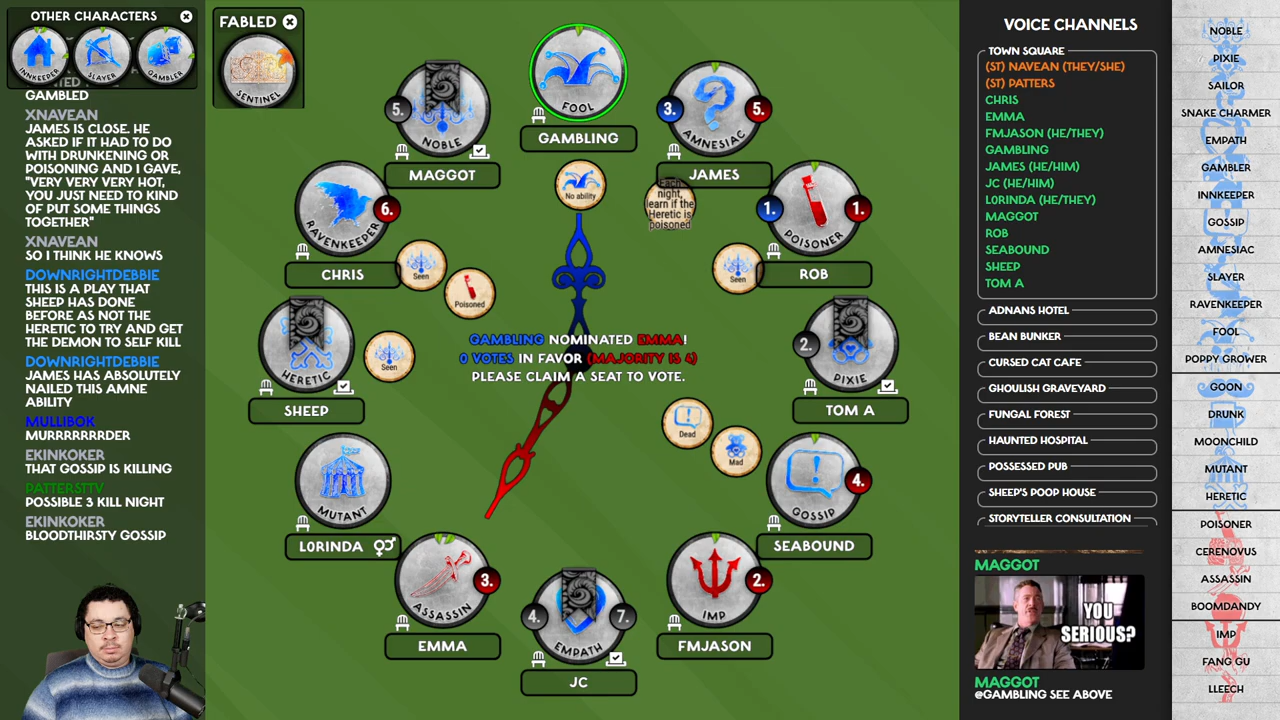 OTHER CHARACTERS
INNKEEPER
SLAYER
GAMBLER
GAMBLED
XNAVEAN
JAMES IS CLOSE. HE
ASKED IF IT HAD TO DO
WITH DRUNKENING OR
POISONING AND I GAVE,
"VERY VERY VERY HOT,
YOU JUST NEED TO KIND
OF PUT SOME THINGS
TOGETHER"
XNAVEAN
SO I THINK HE KNOWS
DOWNRIGHTDEBBIE
THIS IS A PLAY THAT
SHEEP HAS DONE
BEFORE AS NOT THE
HERETIC TO TRY AND GET
THE DEMON TO SELF KILL
DOWNRIGHTDEBBIE
JAMES HAS ABSOLUTELY
NAILED THIS AMNE
ABILITY
MULLIBOK
MURRRRRRRDER
EKINKOKER
THAT GOSSIP IS KILLING
PATTERSTTV
POSSIBLE 3 KILL NIGHT
EKINKOKER
BLOODTHIRSTY GOSSIP
FABLED
SENTINEL
FOOL
GAMBLING
No ability
3.
5.
AMNESIAC
JAMES
Each
night,
learn if the
Heretic is
poisoned
1.
1.
POISONER
ROB
Seen
2.
PIXIE
TOM A
Dead
Mad
4.
GOSSIP
SEABOUND
2.
IMP
FMJASON
4.
7.
EMPATH
JC
3.
ASSASSIN
EMMA
MUTANT
L0RINDA
HERETIC
SHEEP
Seen
6.
RAVENKEEPER
CHRIS
Seen
Poisoned
5.
NOBLE
MAGGOT
GAMBLING NOMINATED EMMA!
0 VOTES IN FAVOR (MAJORITY IS 4)
PLEASE CLAIM A SEAT TO VOTE.
VOICE CHANNELS
TOWN SQUARE
(ST) NAVEAN (THEY/SHE)
(ST) PATTERS
CHRIS
EMMA
FMJASON (HE/THEY)
GAMBLING
JAMES (HE/HIM)
JC (HE/HIM)
L0RINDA (HE/THEY)
MAGGOT
ROB
SEABOUND
SHEEP
TOM A
ADNANS HOTEL
BEAN BUNKER
CURSED CAT CAFE
GHOULISH GRAVEYARD
FUNGAL FOREST
HAUNTED HOSPITAL
POSSESSED PUB
SHEEP'S POOP HOUSE
STORYTELLER CONSULTATION
MAGGOT
YOU
SERIOUS?
MAGGOT
@GAMBLING SEE ABOVE
NOBLE
PIXIE
SAILOR
SNAKE CHARMER
EMPATH
GAMBLER
INNKEEPER
GOSSIP
AMNESIAC
SLAYER
RAVENKEEPER
FOOL
POPPY GROWER
GOON
DRUNK
MOONCHILD
MUTANT
HERETIC
POISONER
CERENOVUS
ASSASSIN
BOOMDANDY
IMP
FANG GU
LLEECH